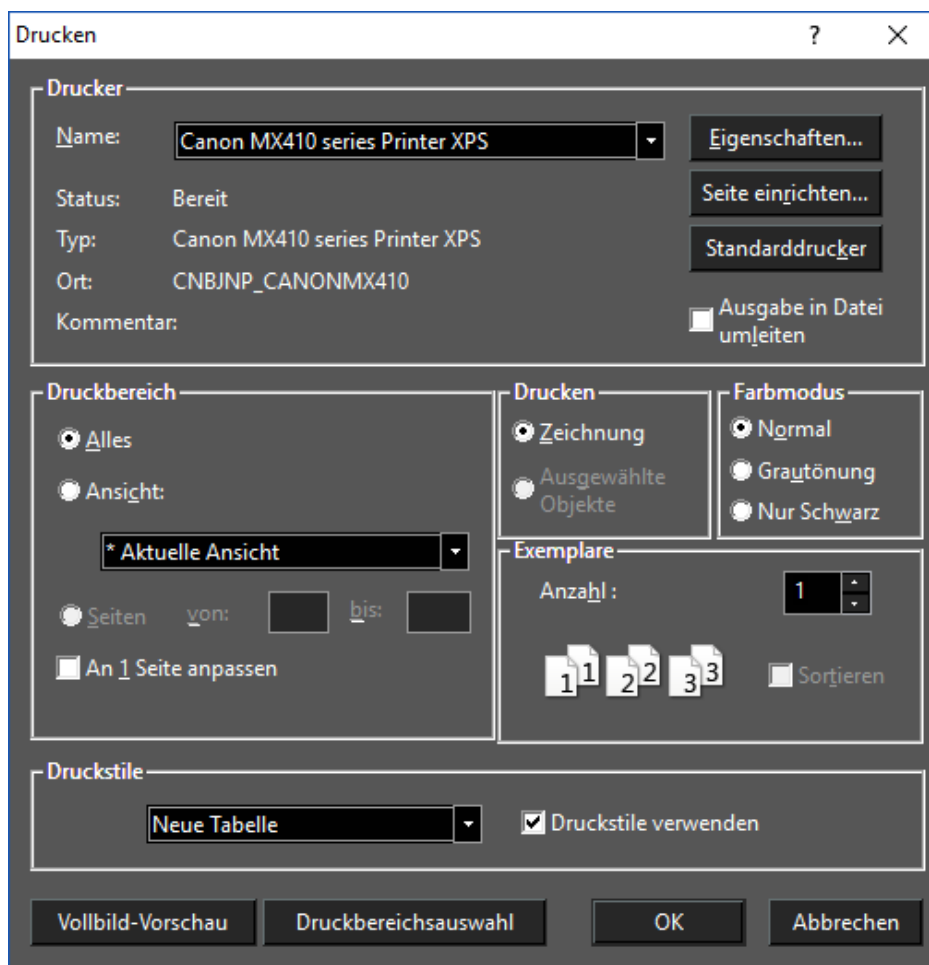 Drucken
?
Drucker
Name:
Canon MX410 series Printer XPS
Eigenschaften...
Status:
Bereit
Seite einrichten...
Typ:
Canon MX410 series Printer XPS
Standarddrucker
Ort:
CNBJNP_CANONMX410
Kommentar:
Ausgabe in Datei
umleiten
Druckbereich
Alles
Ansicht:
* Aktuelle Ansicht
Seiten
von:
bis:
An 1 Seite anpassen
Drucken
Zeichnung
Ausgewählte
Objekte
Farbmodus
Normal
Grautönung
Nur Schwarz
Exemplare
Anzahl :
1
1 1 2 2 3 3
Sortieren
Druckstile
Neue Tabelle
Druckstile verwenden
Vollbild-Vorschau
Druckbereichsauswahl
OK
Abbrechen